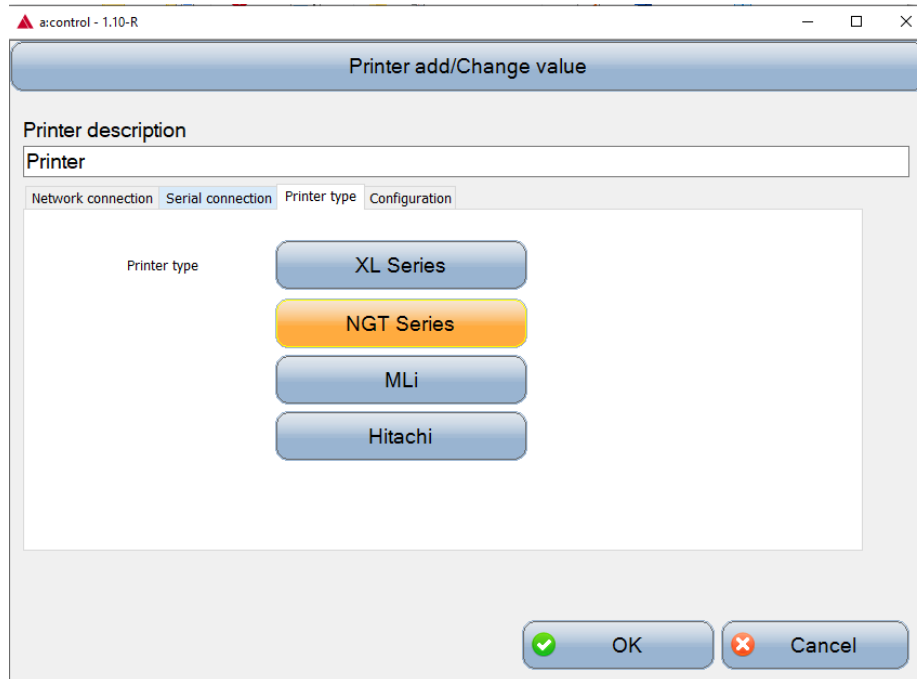 a:control - 1.10-R
Printer add/Change value
Printer description
Printer
Network connection Serial connection Printer type Configuration
Printer type
XL Series
NGT Series
MLi
Hitachi
OK Cancel